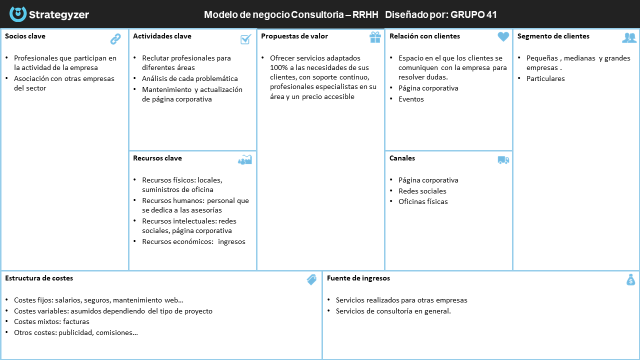 Strategyzer
Modelo de negocio Consultoria – RRHH Diseñado por: GRUPO 41
Socios clave
• Profesionales que participan en
la actividad de la empresa
• Asociación con otras empresas
del sector
Actividades clave
• Reclutar profesionales para
diferentes áreas
• Análisis de cada problemática
• Mantenimiento y actualización
de página corporativa
Recursos clave
• Recursos físicos: locales,
suministros de oficina
• Recursos humanos: personal que
se dedica a las asesorias
• Recursos intelectuales: redes
sociales, página corporativa
• Recursos económicos: ingresos
Propuestas de valor
• Ofrecer servicios adaptados
100% a las necesidades de sus
clientes, con soporte continuo,
profesionales especialistas en su
área y un precio accesible
Relación con clientes
• Espacio en el que los clientes se
comuniquen con la empresa para
resolver dudas.
• Página corporativa
• Eventos
Canales
• Página corporativa
• Redes sociales
• Oficinas físicas
Segmento de clientes
• Pequeñas , medianas y grandes
empresas .
• Particulares
Estructura de costes
• Costes fijos: salarios, seguros, mantenimiento web…
• Costes variables: asumidos dependiendo del tipo de proyecto
• Costes mixtos: facturas
• Otros costes: publicidad, comisiones…
Fuente de ingresos
• Servicios realizados para otras empresas
• Servicios de consultoría en general.